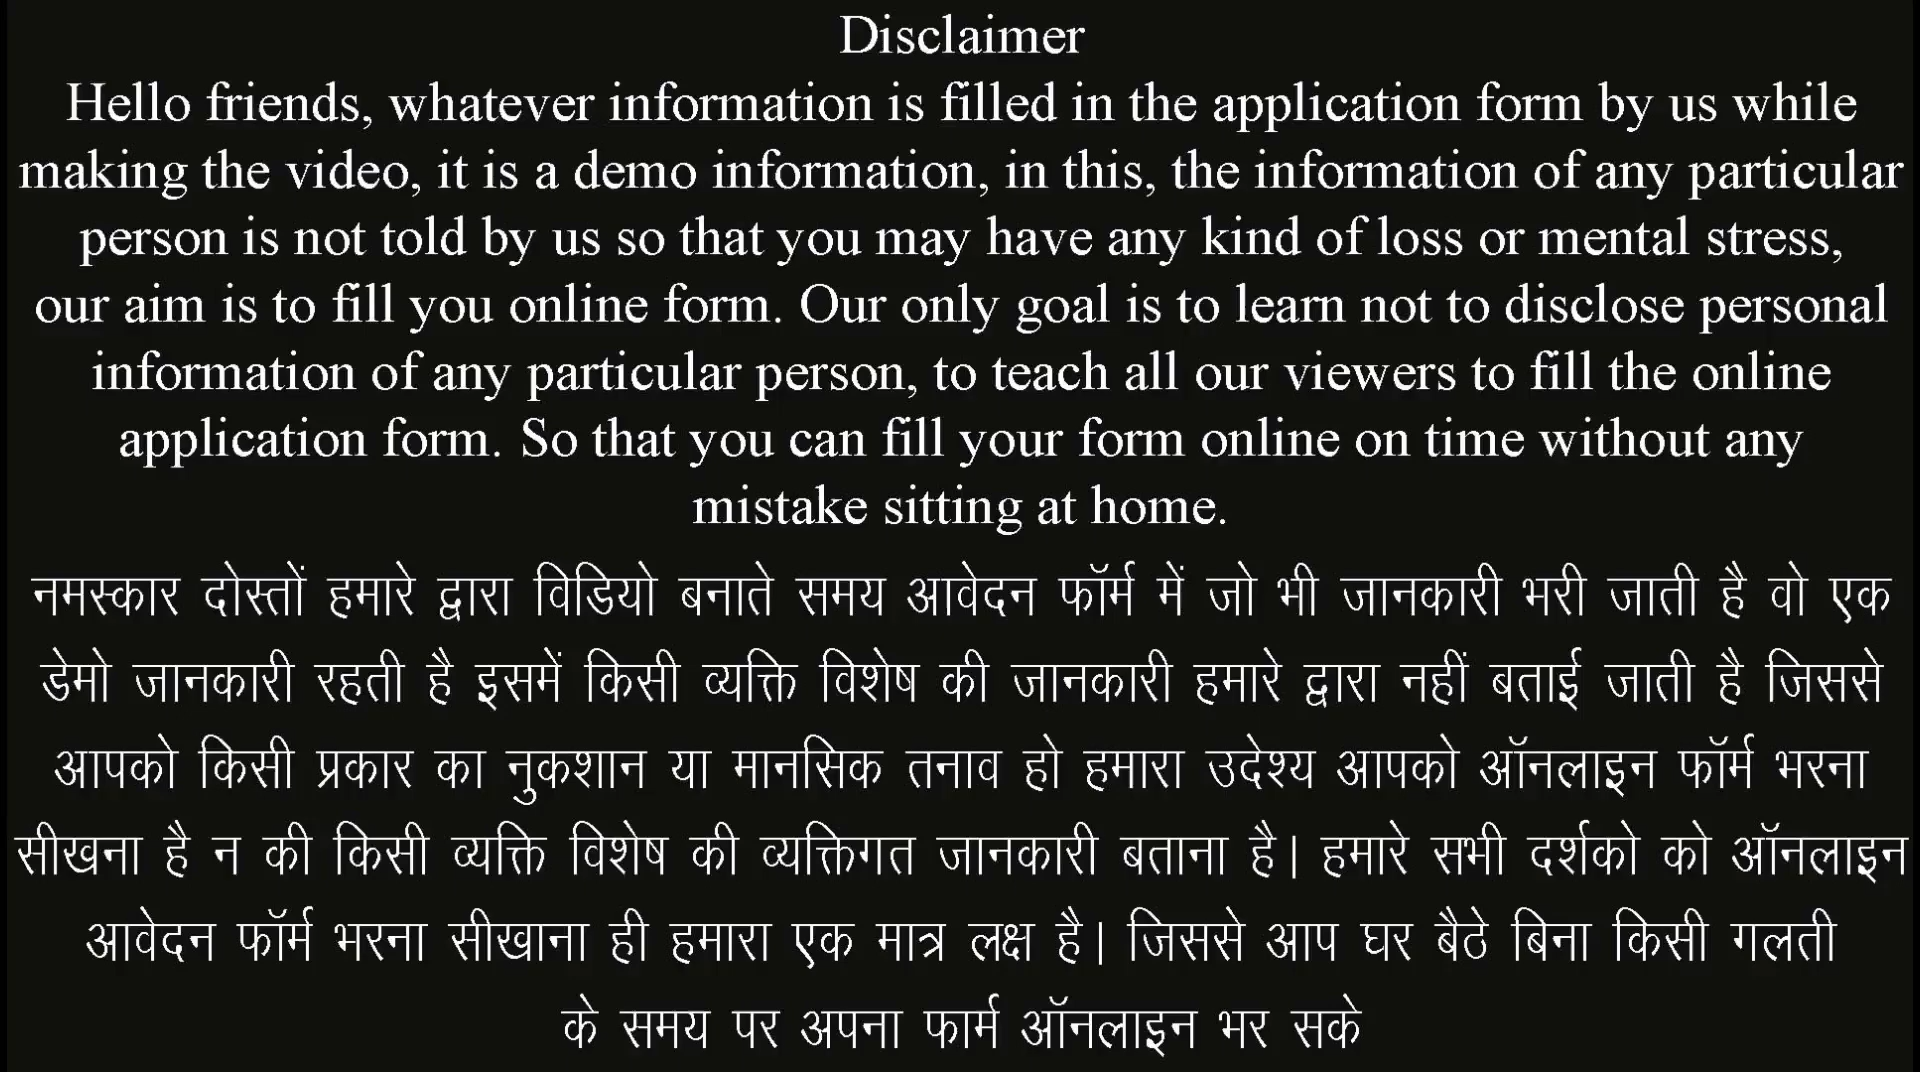 Disclaimer
Hello friends, whatever information is filled in the application form by us while
making the video, it is a demo information, in this, the information of any particular
person is not told by us so that you may have any kind of loss or mental stress,
our aim is to fill you online form. Our only goal is to learn not to disclose personal
information of any particular person, to teach all our viewers to fill the online
application form. So that you can fill your form online on time without any
mistake sitting at home.
नमस्कार दोस्तों हमारे द्वारा विडियो बनाते समय आवेदन फॉर्म में जो भी जानकारी भरी जाती है वो एक
डेमो जानकारी रहती है इसमें किसी व्यक्ति विशेष की जानकारी हमारे द्वारा नहीं बताई जाती है जिससे
आपको किसी प्रकार का नुकशान या मानसिक तनाव हो हमारा उदेश्य आपको ऑनलाइन फॉर्म भरना
सीखना है न की किसी व्यक्ति विशेष की व्यक्तिगत जानकारी बताना है। हमारे सभी दर्शको को ऑनलाइन
आवेदन फॉर्म भरना सीखाना ही हमारा एक मात्र लक्ष है। जिससे आप घर बैठे बिना किसी गलती
के समय पर अपना फार्म ऑनलाइन भर सके